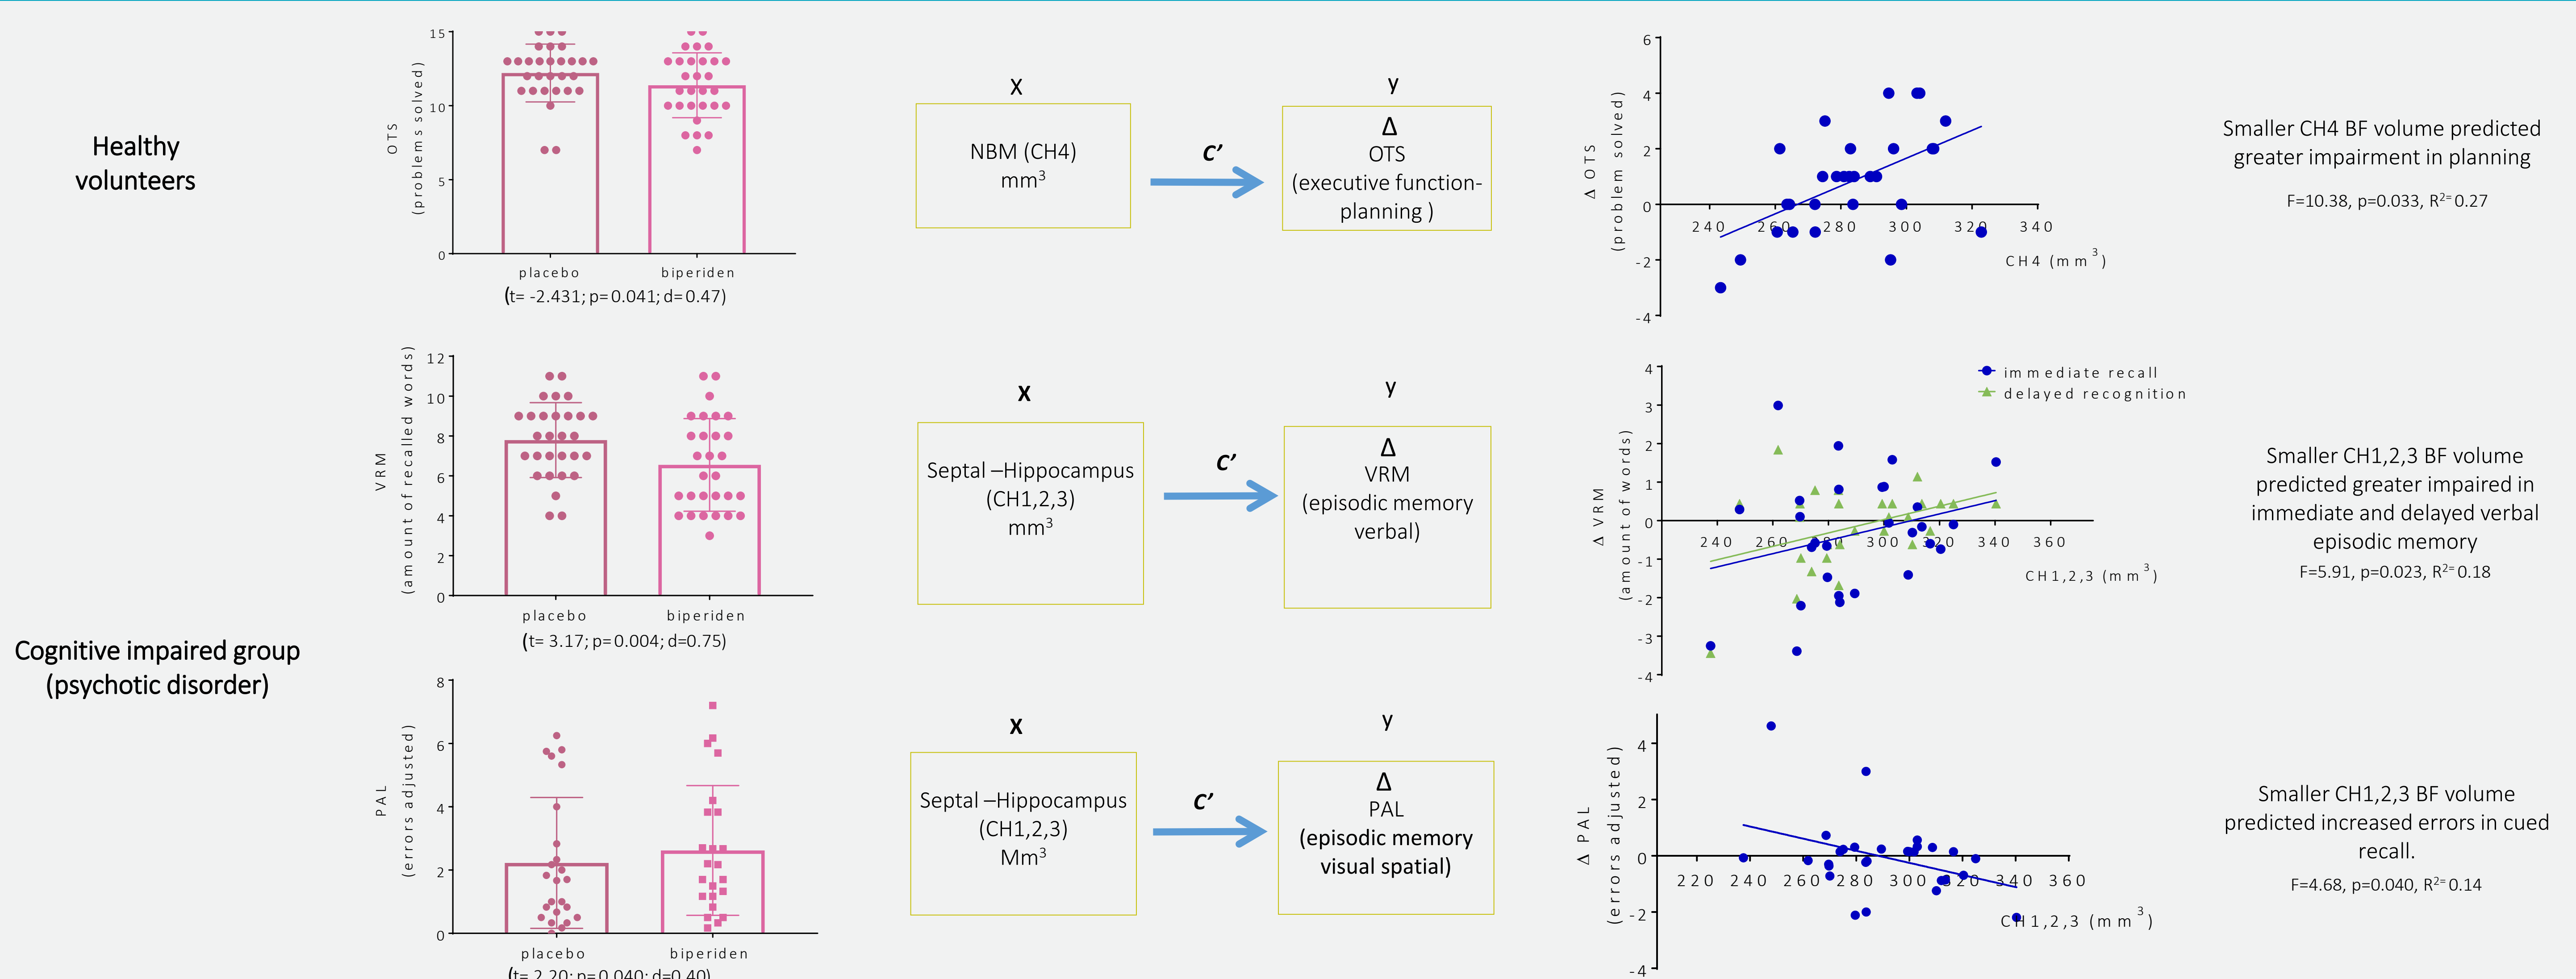 Healthy
volunteers
OTS
(problems solved)
15
10
5
0
placebo
biperiden
(t= -2.431; p=0.041; d=0.47)
X
NBM (CH4)
mm³
C’
y
Δ
OTS
(executive function-
planning )
Δ OTS
(problem solved)
6
4
2
0
-2
-4
240 260 280 300 320 340
CH4 (mm³)
Smaller CH4 BF volume predicted
greater impairment in planning
F=10.38, p=0.033, R²⁼ 0.27
Cognitive impaired group
(psychotic disorder)
VRM
(amount of recalled words)
12
10
8
6
4
2
0
placebo
biperiden
(t= 3.17; p=0.004; d=0.75)
X
Septal –Hippocampus
(CH1,2,3)
mm³
C’
y
Δ
VRM
(episodic memory
verbal)
Δ VRM
(amount of words)
4
3
2
1
0
-1
-2
-3
-4
240 260 280 300 320 340 360
CH1,2,3 (mm³)
immediate recall
delayed recognition
Smaller CH1,2,3 BF volume
predicted greater impaired in
immediate and delayed verbal
episodic memory
F=5.91, p=0.023, R²⁼ 0.18
PAL
(errors adjusted)
8
6
4
2
0
placebo
biperiden
(t= 2.20; p=0.040; d=0.40)
X
Septal –Hippocampus
(CH1,2,3)
Mm³
C’
y
Δ
PAL
(episodic memory
visual spatial)
Δ PAL
(errors adjusted)
4
2
0
-2
-4
220 240 260 280 300 320 340 360
CH1,2,3 (mm³)
Smaller CH1,2,3 BF volume
predicted increased errors in cued
recall.
F=4.68, p=0.040, R²⁼ 0.14